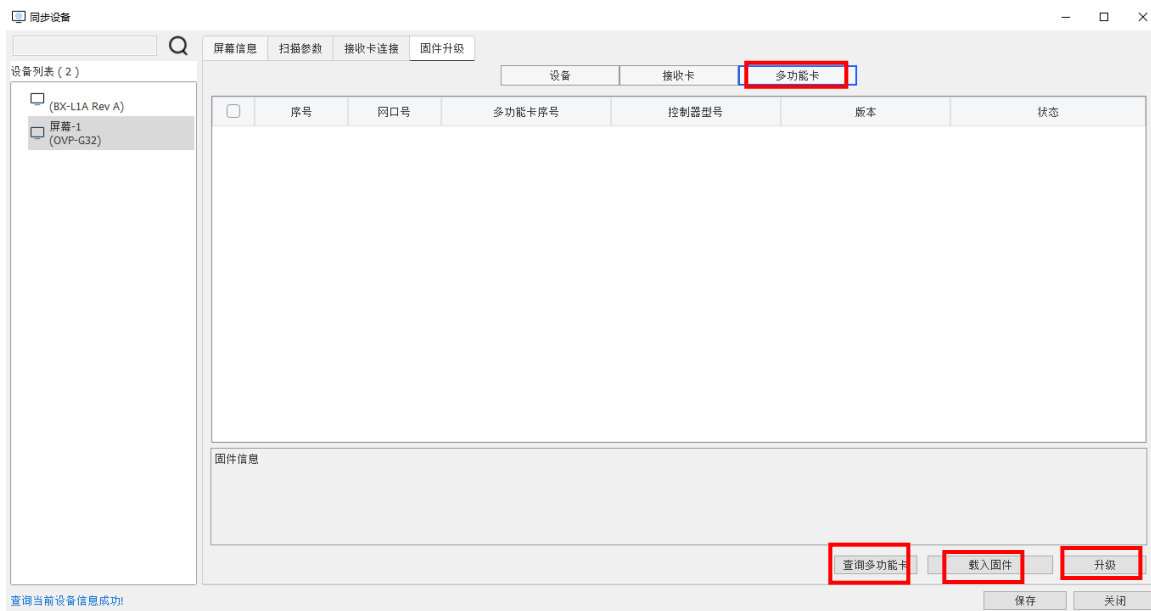 同步设备
屏幕信息 扫描参数 接收卡连接 固件升级
设备列表 ( 2 )
设备 接收卡 多功能卡
(BX-L1A Rev A)
屏幕-1
(OVP-G32)
序号 网口号 多功能卡序号 控制器型号 版本 状态
固件信息
查询多功能卡 载入固件 升级
查询当前设备信息成功!
保存 关闭